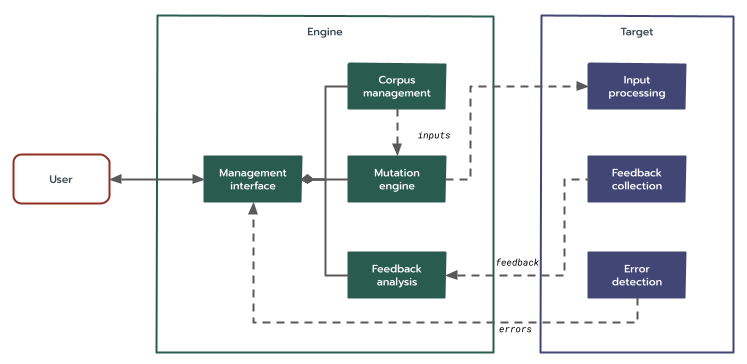 Engine
Target
Corpus
management
Input
processing
inputs
User
Management
interface
Mutation
engine
Feedback
collection
Feedback
analysis
feedback
Error
detection
errors